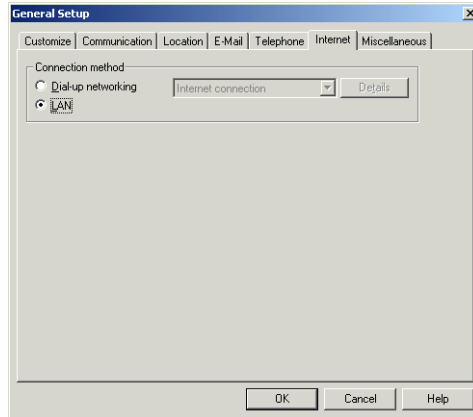 General Setup
Customize Communication Location E-Mail Telephone Internet Miscellaneous
Connection method
Dial-up networking Internet connection Details
LAN
OK Cancel Help